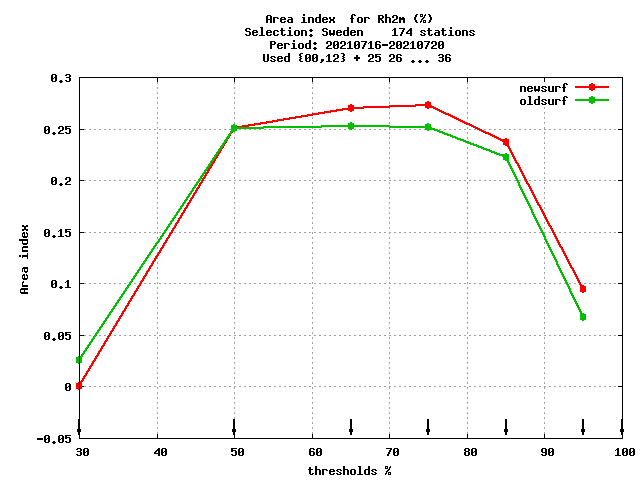 Area index  for Rh2m (%)
Selection: Sweden    174 stations
Period: 20210716-20210720
Used {00,12} + 25 26 ... 36
newsurf
oldsurf
0.3
0.25
0.2
0.15
0.1
0.05
0
-0.05
Area index
30 40 50 60 70 80 90 100
thresholds %